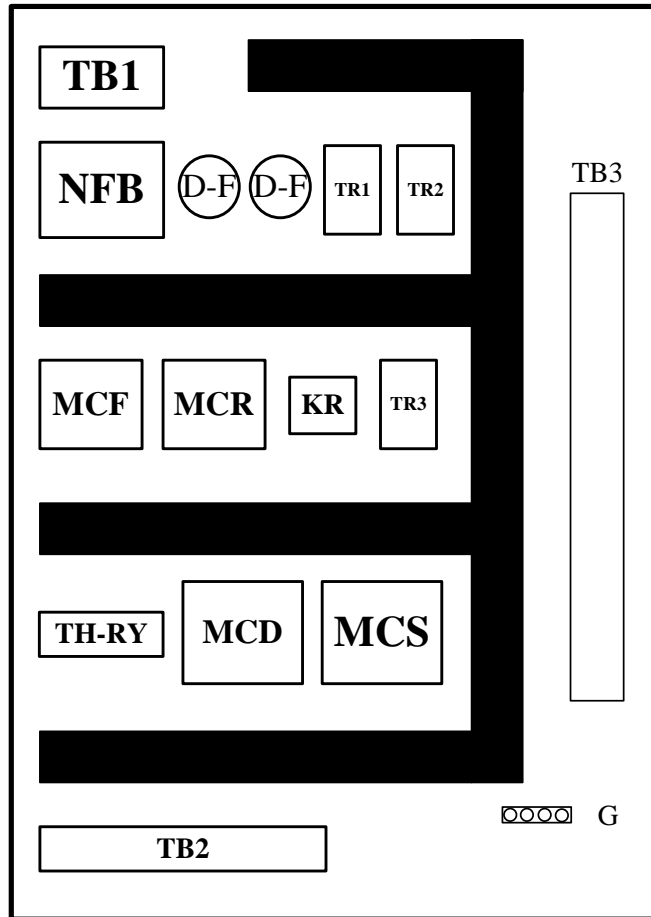 TB1
NFB D-F D-F TR1 TR2
TB3
MCF MCR KR TR3
TH-RY MCD MCS
G
TB2